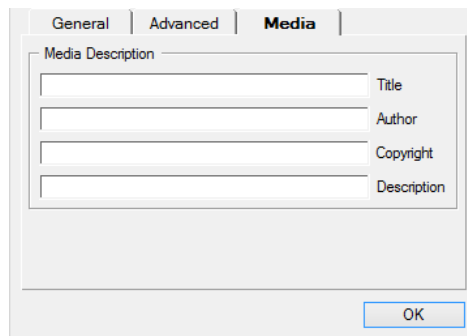 General Advanced Media
Media Description
Title
Author
Copyright
Description
OK